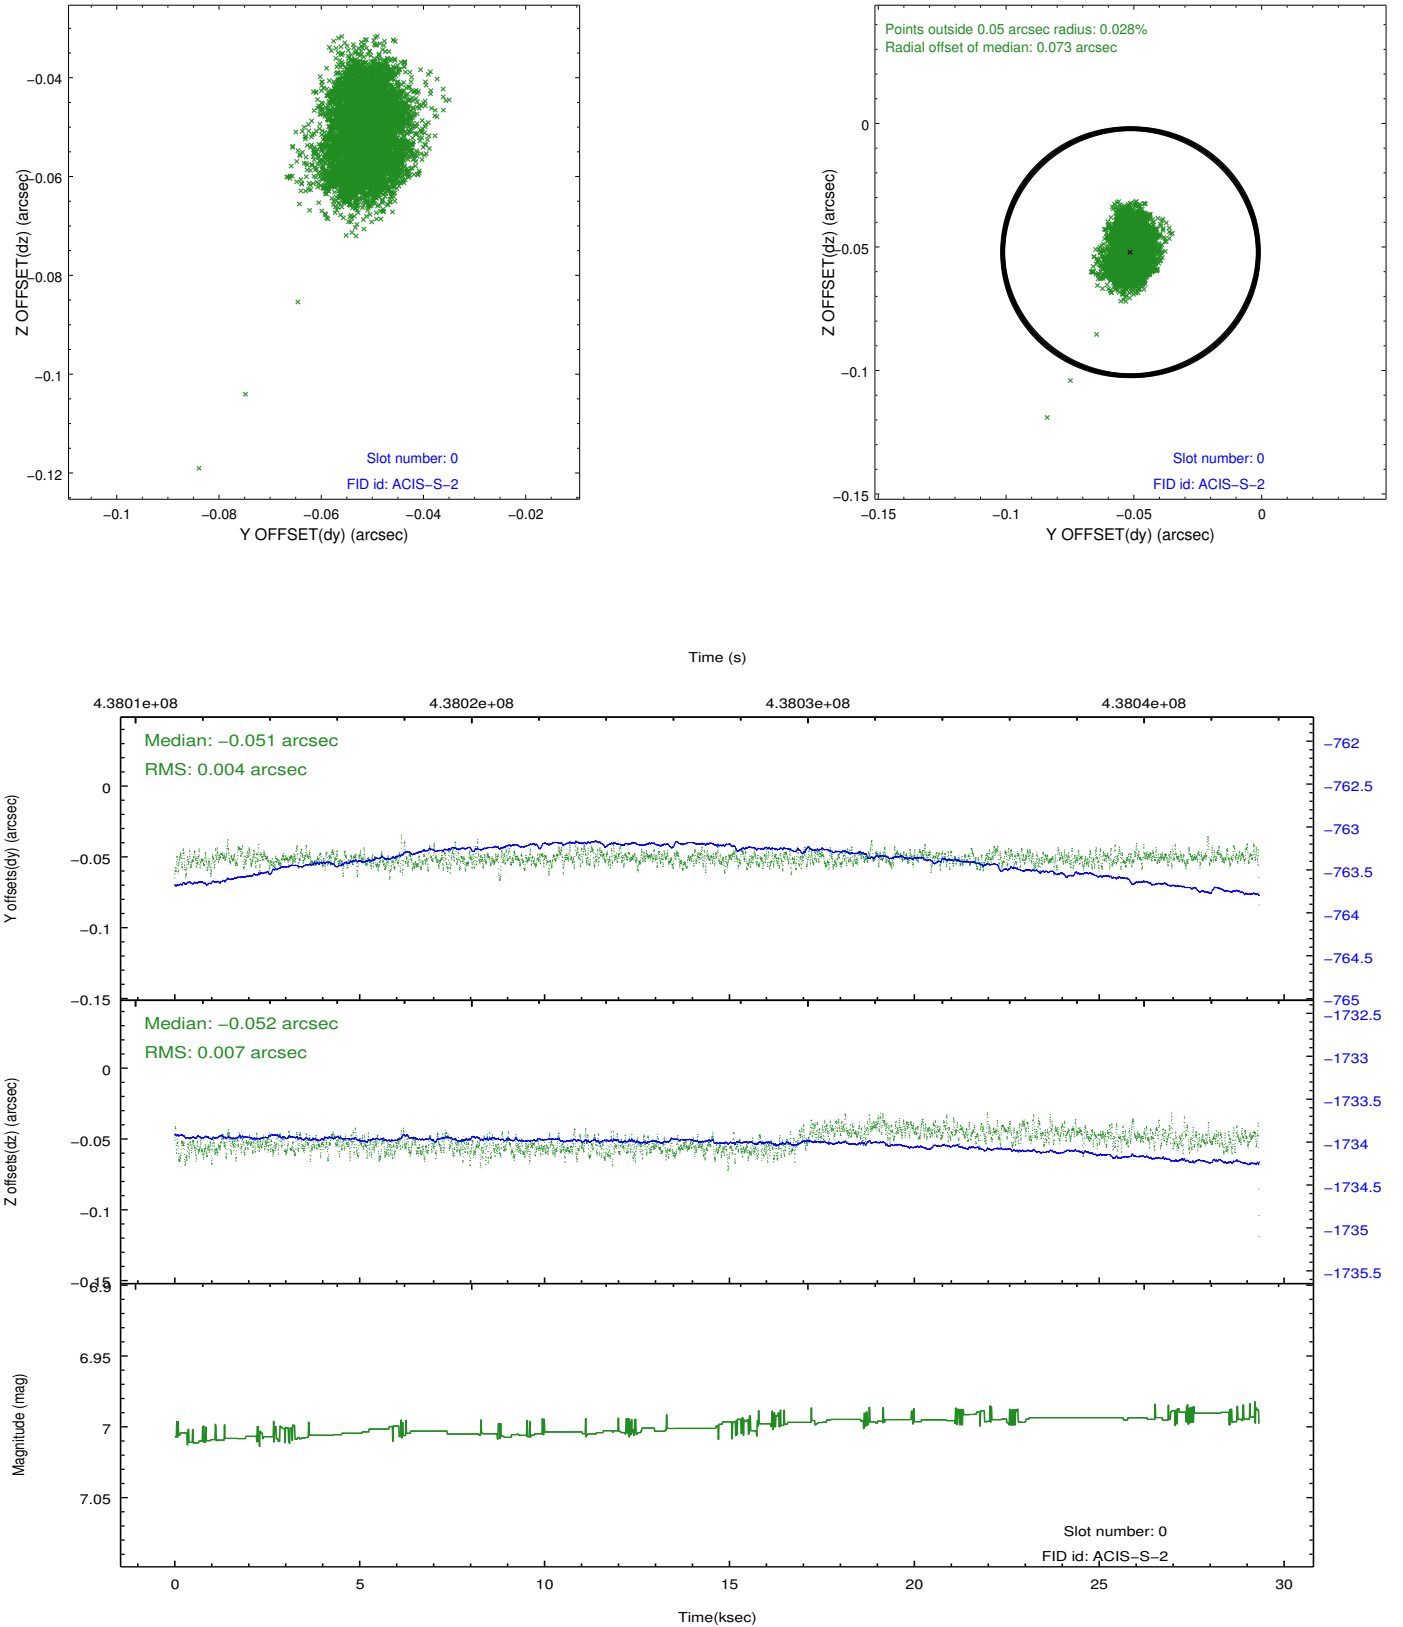 −0.04
−0.06
−0.08
−0.1
−0.12
Z OFFSET(dz) (arcsec)
Slot number: 0
FID id: ACIS−S−2
−0.1
−0.08
−0.06
−0.04
−0.02
Y OFFSET(dy) (arcsec)
Points outside 0.05 arcsec radius: 0.028%
Radial offset of median: 0.073 arcsec
0
−0.05
−0.1
−0.15
Z OFFSET(dz) (arcsec)
Slot number: 0
FID id: ACIS−S−2
−0.15
−0.1
−0.05
0
Y OFFSET(dy) (arcsec)
Time (s)
4.3801e+08
4.3802e+08
4.3803e+08
4.3804e+08
Median: −0.051 arcsec
RMS: 0.004 arcsec
0
−0.05
−0.1
−0.15
Y offsets(dy) (arcsec)
−762
−762.5
−763
−763.5
−764
−764.5
−765
Median: −0.052 arcsec
RMS: 0.007 arcsec
0
−0.05
−0.1
−0.15
Z offsets(dz) (arcsec)
−1732.5
−1733
−1733.5
−1734
−1734.5
−1735
−1735.5
6.9
6.95
7
7.05
Magnitude (mag)
Slot number: 0
FID id: ACIS−S−2
0
5
10
15
20
25
30
Time(ksec)